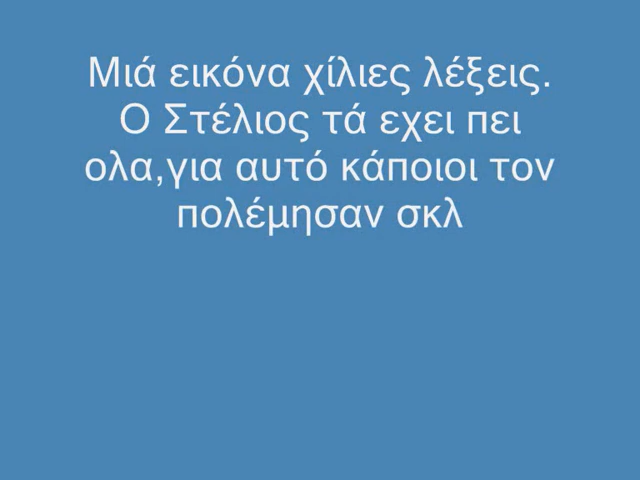 Μιά εικόνα χίλιες λέξεις.
Ο Στέλιος τά εχει πει
ολα,για αυτό κάποιοι τον
πολέμησαν σκλ